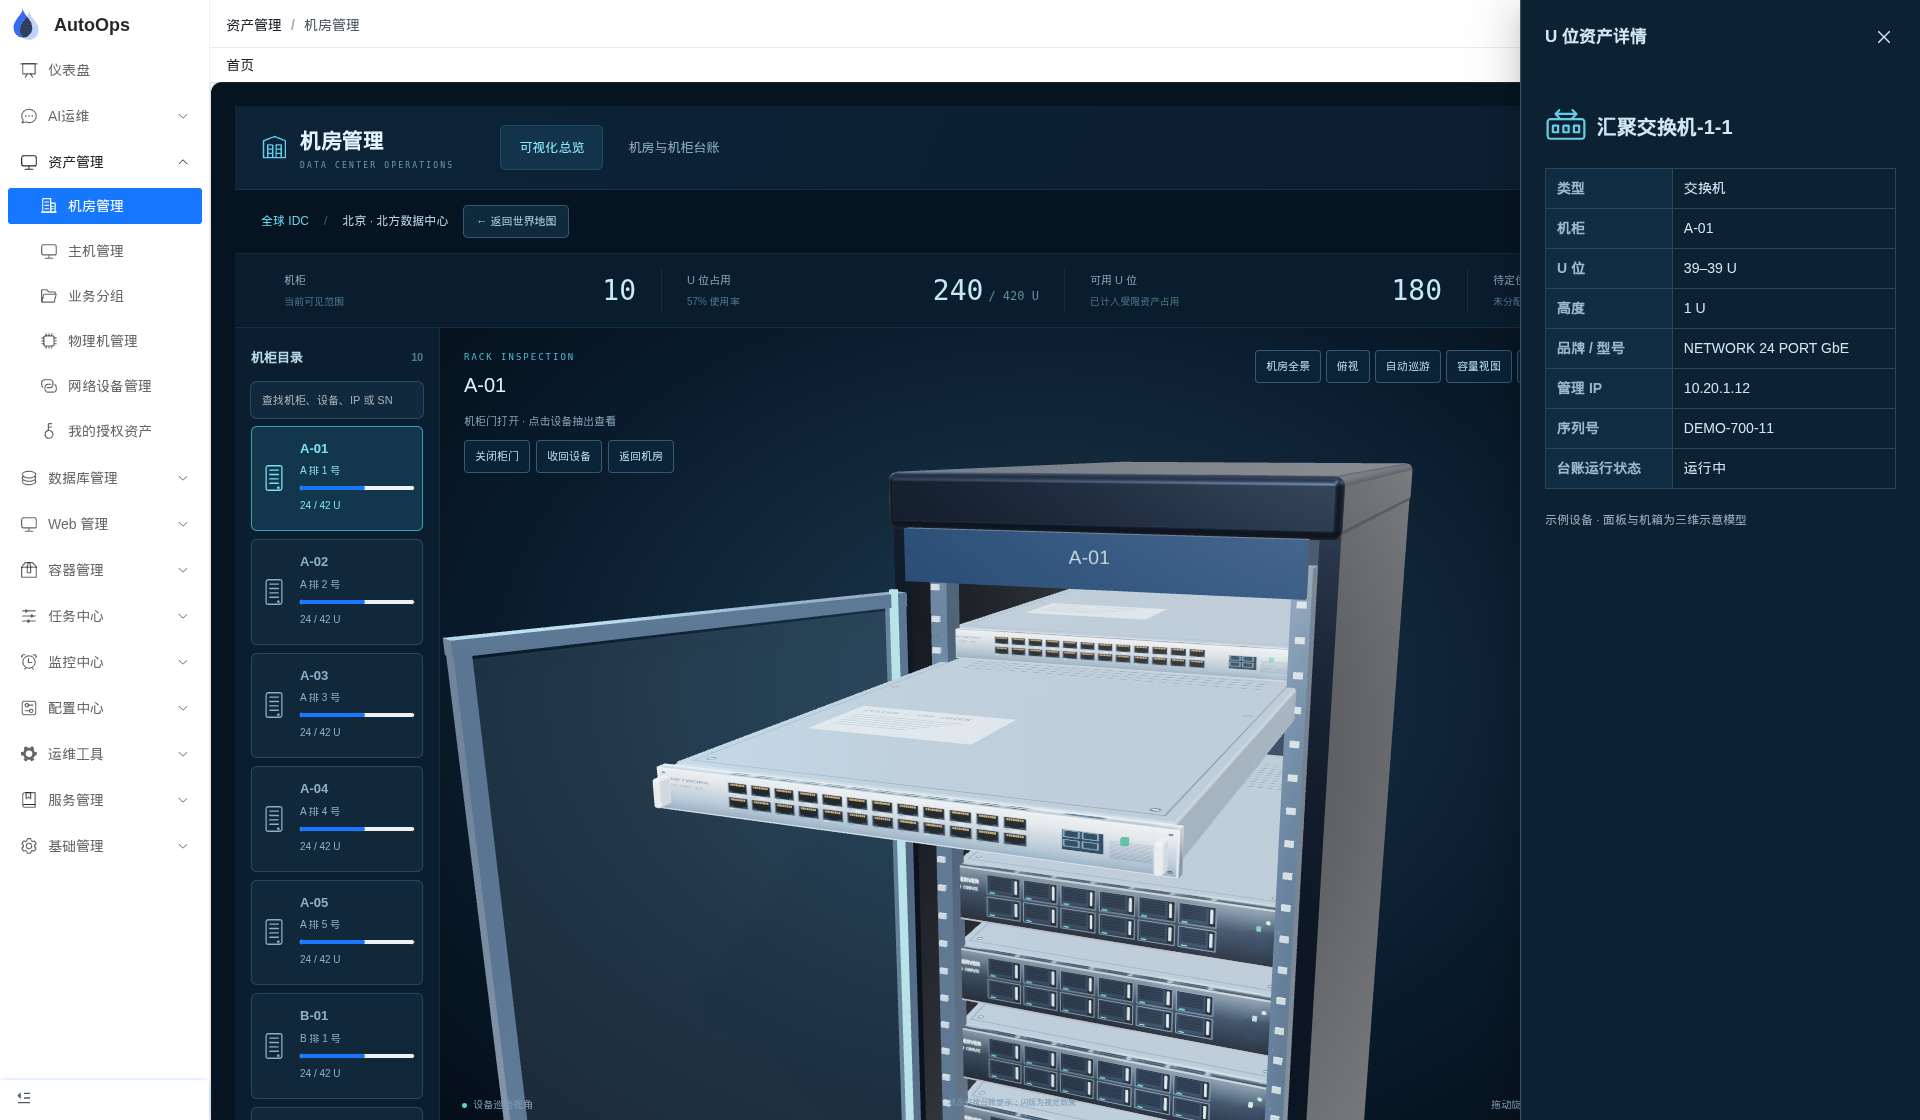 AutoOps
仪表盘
AI运维
资产管理
机房管理
主机管理
业务分组
物理机管理
网络设备管理
我的授权资产
数据库管理
Web 管理
容器管理
任务中心
监控中心
配置中心
运维工具
服务管理
基础管理
资产管理 / 机房管理
首页
机房管理
DATA CENTER OPERATIONS
可视化总览
机房与机柜台账
全球 IDC / 北京 · 北方数据中心
← 返回世界地图
机柜
当前可见范围
10
U 位占用
57% 使用率
240 / 420 U
可用 U 位
已计入受限资产占用
180
机柜目录
10
查找机柜、设备、IP 或 SN
A-01
A 排 1 号
24 / 42 U
A-02
A 排 2 号
24 / 42 U
A-03
A 排 3 号
24 / 42 U
A-04
A 排 4 号
24 / 42 U
A-05
A 排 5 号
24 / 42 U
B-01
B 排 1 号
24 / 42 U
RACK INSPECTION
A-01
机柜门打开 · 点击设备抽出查看
关闭柜门
收回设备
返回机房
机房全景
俯视
自动巡游
容量视图
A-01
U 位资产详情
汇聚交换机-1-1
类型 交换机
机柜 A-01
U 位 39–39 U
高度 1 U
品牌 / 型号 NETWORK 24 PORT GbE
管理 IP 10.20.1.12
序列号 DEMO-700-11
台账运行状态 运行中
示例设备 · 面板与机箱为三维示意模型